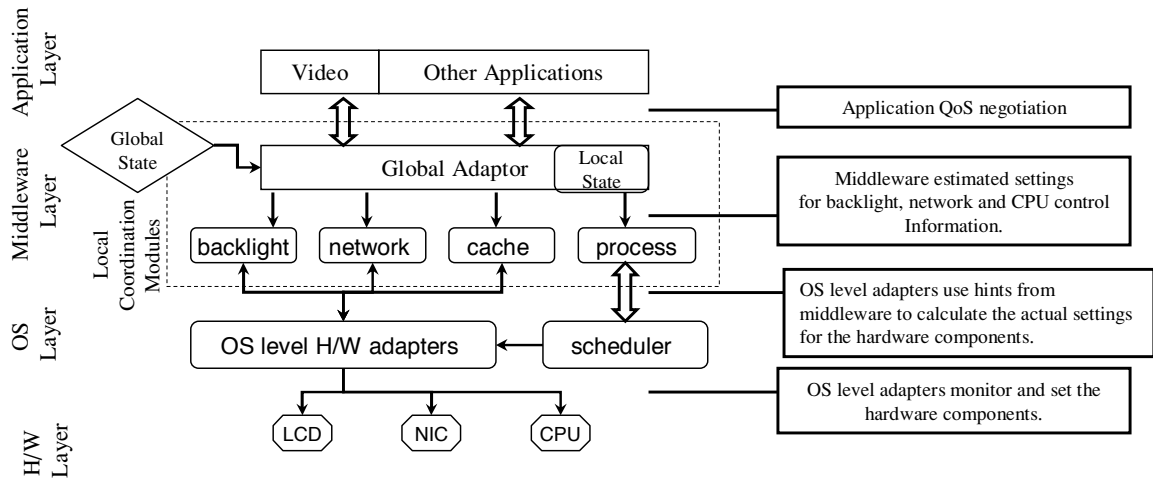 Application
Layer
Video
Other Applications
Application QoS negotiation
Global
State
Middleware
Layer
Global Adaptor
Local
State
Middleware estimated settings
for backlight, network and CPU control
Information.
Local
Coordination
Modules
backlight
network
cache
process
OS
Layer
OS level H/W adapters
scheduler
OS level adapters use hints from
middleware to calculate the actual settings
for the hardware components.
OS level adapters monitor and set the
hardware components.
H/W
Layer
LCD
NIC
CPU